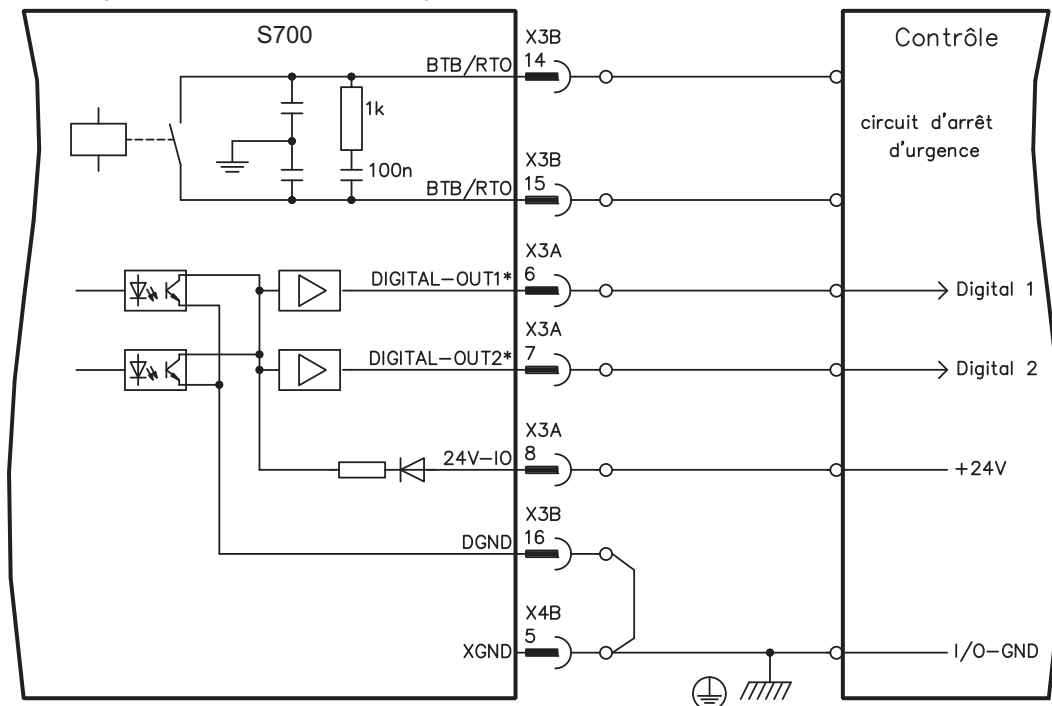 S700
Contrôle
X3B
14
BTB/RTO
1k
100n
circuit d'arrêt
d'urgence
X3B
15
BTB/RTO
X3A
6
DIGITAL-OUT1*
Digital 1
X3A
7
DIGITAL-OUT2*
Digital 2
X3A
8
24V-IO
+24V
X3B
16
DGND
X4B
5
XGND
I/O-GND